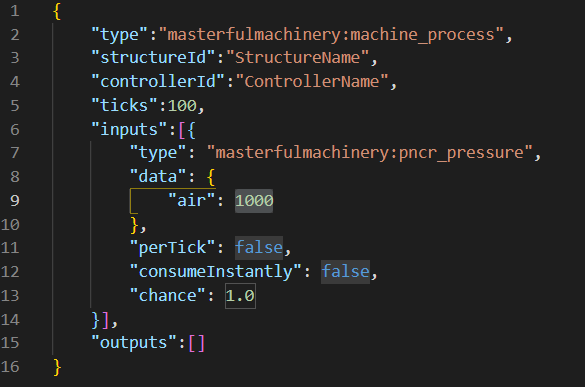 1 {
2 "type":"masterfulmachinery:machine_process",
3 "structureId":"StructureName",
4 "controllerId":"ControllerName",
5 "ticks":100,
6 "inputs":[{
7 "type": "masterfulmachinery:pncr_pressure",
8 "data": {
9 "air": 1000
10 },
11 "perTick": false,
12 "consumeInstantly": false,
13 "chance": 1.0
14 }],
15 "outputs":[]
16 }